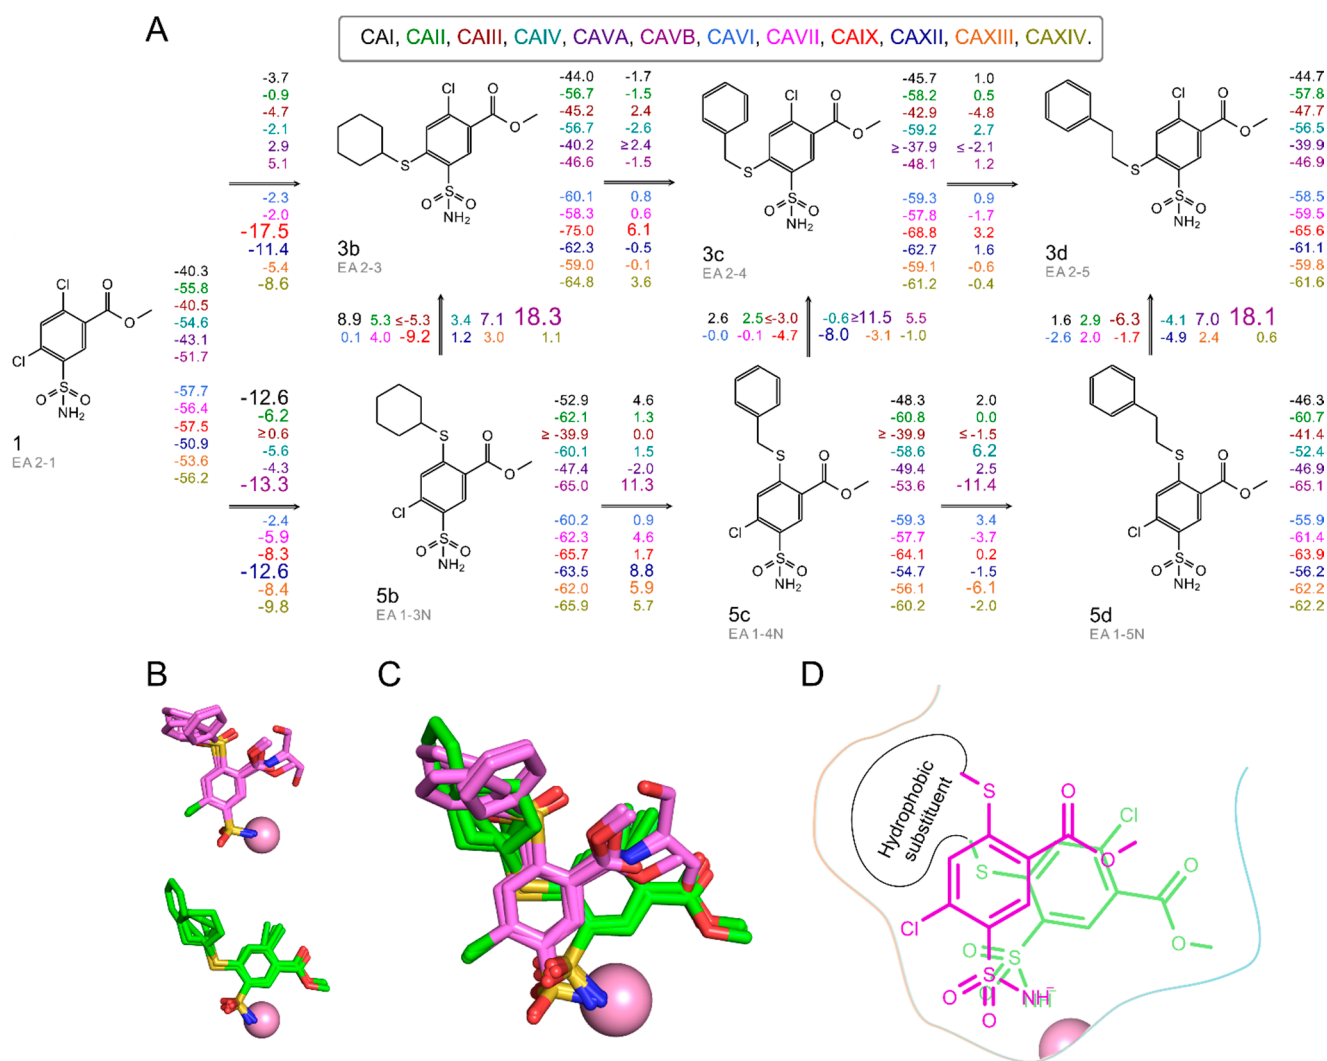 A
CAI, CAII, CAIII, CAIV, CAVA, CAVB, CAVI, CAVII, CAIX, CAXII, CAXIII, CAXIV.
-3.7
-0.9
-4.7
-2.1
2.9
5.1
-2.3
-2.0
-17.5
-11.4
-5.4
-8.6
Cl
O
O
S
O
O
S
NH2
3b
EA 2-3
-44.0
-56.7
-45.2
-56.7
-40.2
-46.6
-60.1
-58.3
-75.0
-62.3
-59.0
-64.8
-1.7
-1.5
2.4
-2.6
≥2.4
-1.5
0.8
0.6
6.1
-0.5
-0.1
3.6
Cl
O
O
S
O
O
S
NH2
3c
EA 2-4
-45.7
-58.2
-42.9
-59.2
≥ -37.9
-48.1
-59.3
-57.8
-68.8
-62.7
-59.1
-61.2
1.0
0.5
-4.8
2.7
≤ -2.1
1.2
0.9
-1.7
3.2
1.6
-0.6
-0.4
Cl
O
O
S
O
O
S
NH2
3d
EA 2-5
-44.7
-57.8
-47.7
-56.5
-39.9
-46.9
-58.5
-59.5
-65.6
-61.1
-59.8
-61.6
Cl
O
O
Cl
O
O
S
NH2
1
EA 2-1
-40.3
-55.8
-40.5
-54.6
-43.1
-51.7
-57.7
-56.4
-57.5
-50.9
-53.6
-56.2
8.9 5.3 ≤-5.3 3.4 7.1 18.3
0.1 4.0 -9.2 1.2 3.0 1.1
2.6 2.5 ≤-3.0 -0.6 ≥11.5 5.5
-0.0 -0.1 -4.7 -8.0 -3.1 -1.0
1.6 2.9 -6.3 -4.1 7.0 18.1
-2.6 2.0 -1.7 -4.9 2.4 0.6
-12.6
-6.2
≥ 0.6
-5.6
-4.3
-13.3
-2.4
-5.9
-8.3
-12.6
-8.4
-9.8
S
O
O
Cl
O
O
S
NH2
5b
EA 1-3N
-52.9
-62.1
≥ -39.9
-60.1
-47.4
-65.0
-60.2
-62.3
-65.7
-63.5
-62.0
-65.9
4.6
1.3
0.0
1.5
-2.0
11.3
0.9
4.6
1.7
8.8
5.9
5.7
S
O
O
Cl
O
O
S
NH2
5c
EA 1-4N
-48.3
-60.8
≥ -39.9
-58.6
-49.4
-53.6
-59.3
-57.7
-64.1
-54.7
-56.1
-60.2
2.0
0.0
≤ -1.5
6.2
2.5
-11.4
3.4
-3.7
0.2
-1.5
-6.1
-2.0
S
O
O
Cl
O
O
S
NH2
5d
EA 1-5N
-46.3
-60.7
-41.4
-52.4
-46.9
-65.1
-55.9
-61.4
-63.9
-56.2
-62.2
-62.2
B
C
D
Hydrophobic
substituent
S
O
Cl
O
S
O
O
Cl
O
S
O
S
O
O
O
NH−